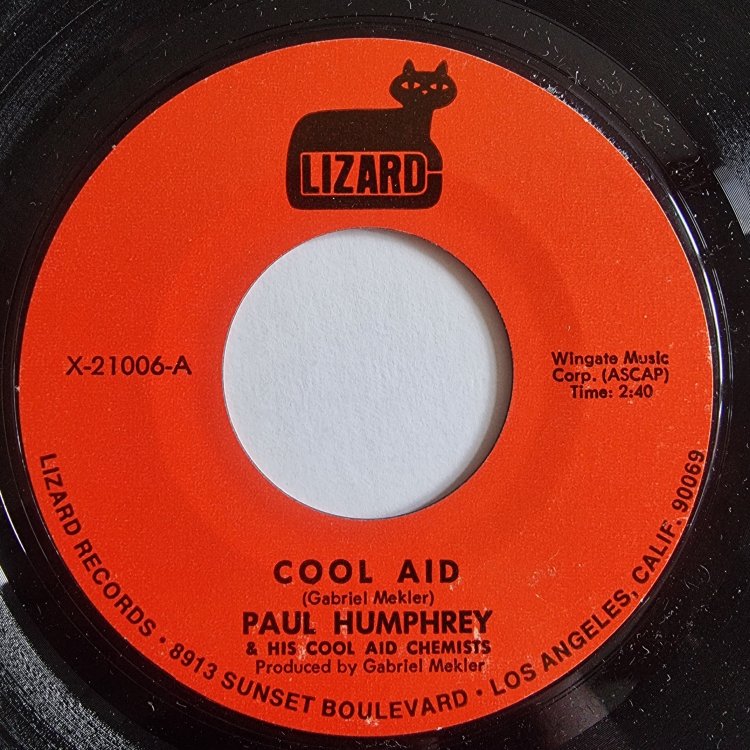 LIZARD
X-21006-A
Wingate Music
Corp. (ASCAP)
Time: 2:40
COOL AID
(Gabriel Mekler)
PAUL HUMPHREY
& HIS COOL AID CHEMISTS
Produced by Gabriel Mekler
LIZARD RECORDS · 8913 SUNSET BOULEVARD · LOS ANGELES, CALIF. 90069